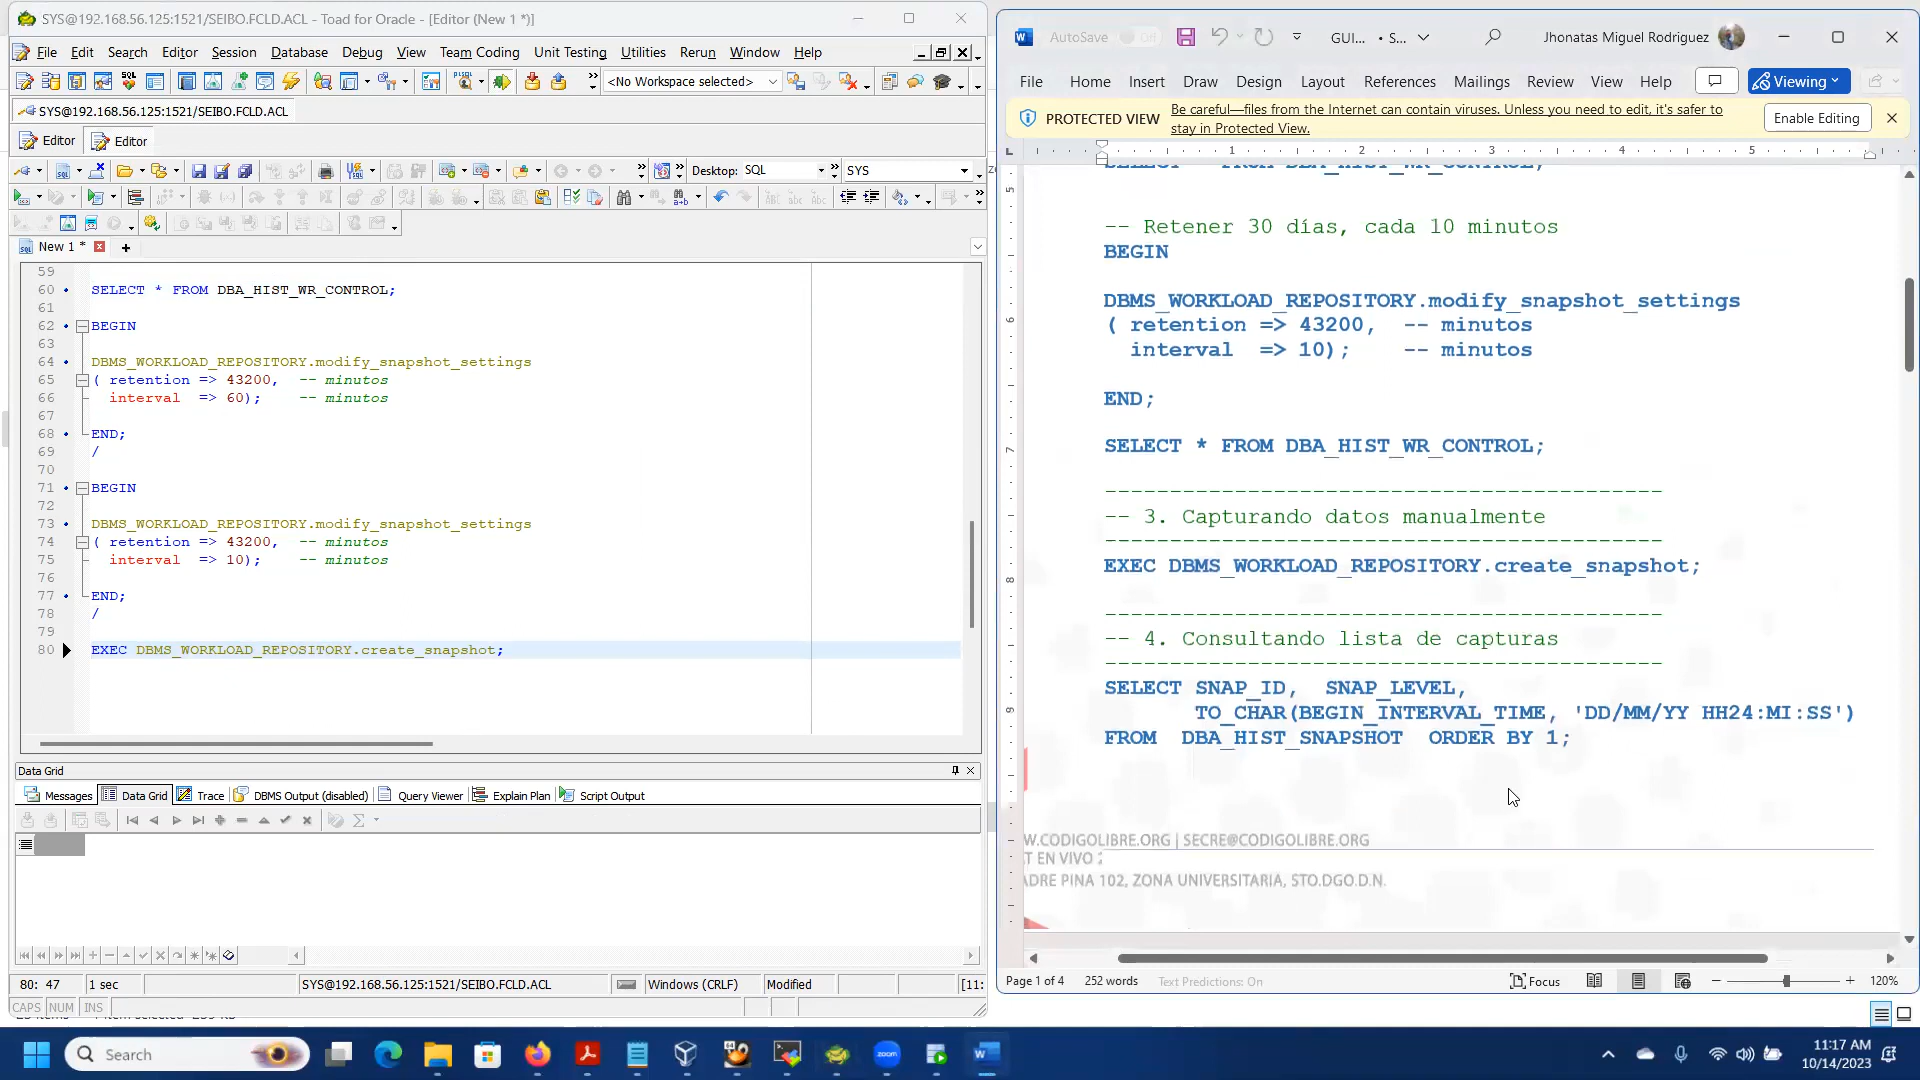 SYS@192.168.56.125:1521/SEIBO.FCLD.ACL - Toad for Oracle - [Editor (New 1 *)]
File Edit Search Editor Session Database Debug View Team Coding Unit Testing Utilities Rerun Window Help
<No Workspace selected>
SYS@192.168.56.125:1521/SEIBO.FCLD.ACL
Editor Editor
Desktop: SQL SYS
New 1 *
59
60 SELECT * FROM DBA_HIST_WR_CONTROL;
61
62 BEGIN
63
64 DBMS_WORKLOAD_REPOSITORY.modify_snapshot_settings
65 ( retention => 43200, -- minutos
66 interval => 60); -- minutos
67
68 END;
69 /
70
71 BEGIN
72
73 DBMS_WORKLOAD_REPOSITORY.modify_snapshot_settings
74 ( retention => 43200, -- minutos
75 interval => 10); -- minutos
76
77 END;
78 /
79
80 EXEC DBMS_WORKLOAD_REPOSITORY.create_snapshot;
Data Grid
Messages Data Grid Trace DBMS Output (disabled) Query Viewer Explain Plan Script Output
80: 47 1 sec SYS@192.168.56.125:1521/SEIBO.FCLD.ACL Windows (CRLF) Modified [11:
CAPS NUM INS
AutoSave Off GUI... • S... Jhonatas Miguel Rodriguez
File Home Insert Draw Design Layout References Mailings Review View Help Viewing
PROTECTED VIEW Be careful—files from the Internet can contain viruses. Unless you need to edit, it's safer to stay in Protected View. Enable Editing
1 2 3 4 5
SELECT * FROM DBA_HIST_WR_CONTROL;
-- Retener 30 días, cada 10 minutos
BEGIN
DBMS_WORKLOAD_REPOSITORY.modify_snapshot_settings
( retention => 43200, -- minutos
interval => 10); -- minutos
END;
SELECT * FROM DBA_HIST_WR_CONTROL;
-------------------------------------------
-- 3. Capturando datos manualmente
-------------------------------------------
EXEC DBMS_WORKLOAD_REPOSITORY.create_snapshot;
-------------------------------------------
-- 4. Consultando lista de capturas
-------------------------------------------
SELECT SNAP_ID, SNAP_LEVEL,
TO_CHAR(BEGIN_INTERVAL_TIME, 'DD/MM/YY HH24:MI:SS')
FROM DBA_HIST_SNAPSHOT ORDER BY 1;
W.CODIGOLIBRE.ORG | SECRE@CODIGOLIBRE.ORG
T EN VIVO 2
ADRE PINA 102, ZONA UNIVERSITARIA, STO.DGO.D.N.
Page 1 of 4 252 words Text Predictions: On Focus 120%
Search
zoom
11:17 AM
10/14/2023